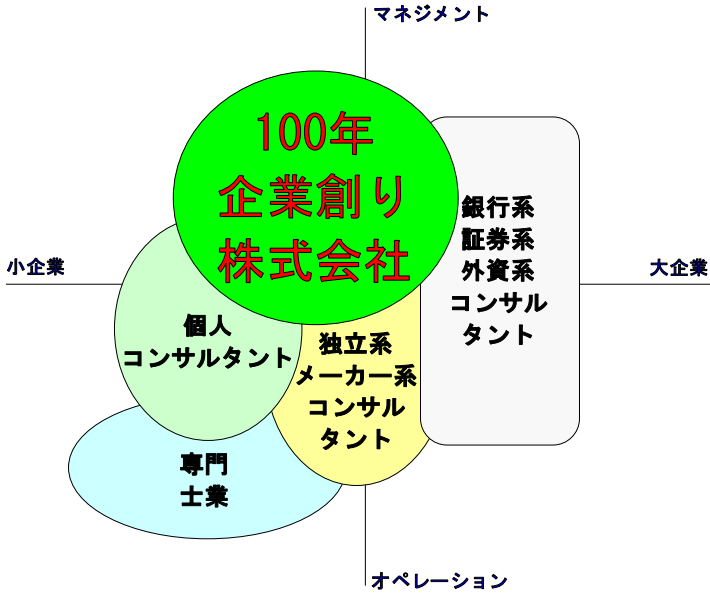 マネジメント
100年
企業創り
株式会社
銀行系
証券系
外資系
コンサル
タント
小企業
大企業
個人
コンサルタント
独立系
メーカー系
コンサル
タント
専門
士業
オペレーション